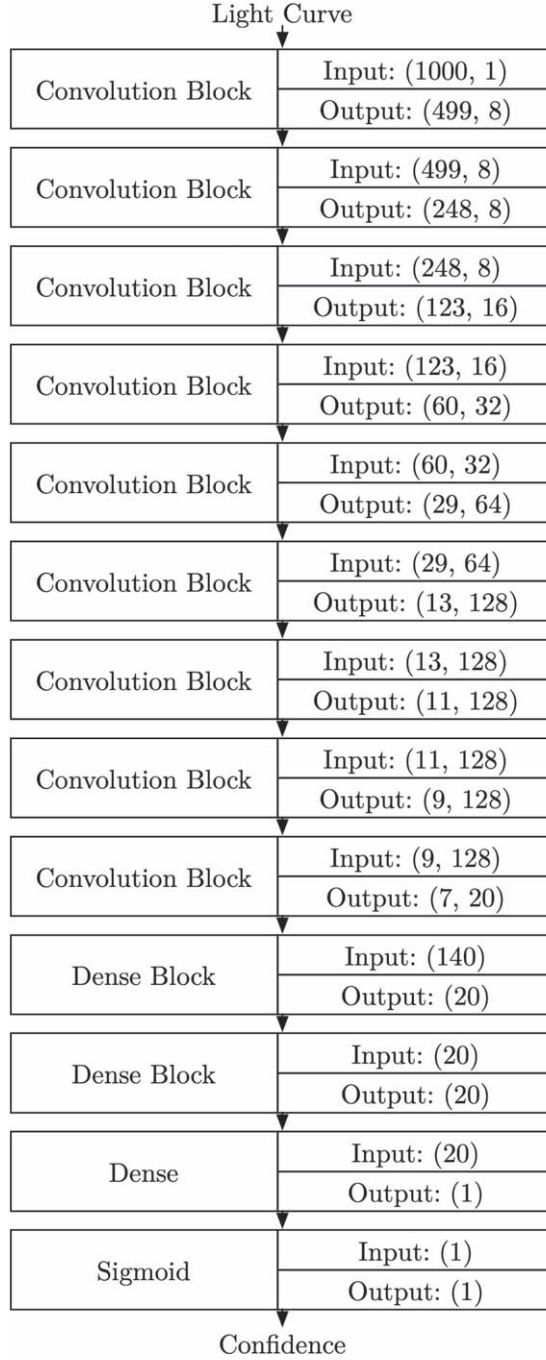 Light Curve
Convolution Block
Input: (1000, 1)
Output: (499, 8)
Convolution Block
Input: (499, 8)
Output: (248, 8)
Convolution Block
Input: (248, 8)
Output: (123, 16)
Convolution Block
Input: (123, 16)
Output: (60, 32)
Convolution Block
Input: (60, 32)
Output: (29, 64)
Convolution Block
Input: (29, 64)
Output: (13, 128)
Convolution Block
Input: (13, 128)
Output: (11, 128)
Convolution Block
Input: (11, 128)
Output: (9, 128)
Convolution Block
Input: (9, 128)
Output: (7, 20)
Dense Block
Input: (140)
Output: (20)
Dense Block
Input: (20)
Output: (20)
Dense
Input: (20)
Output: (1)
Sigmoid
Input: (1)
Output: (1)
Confidence